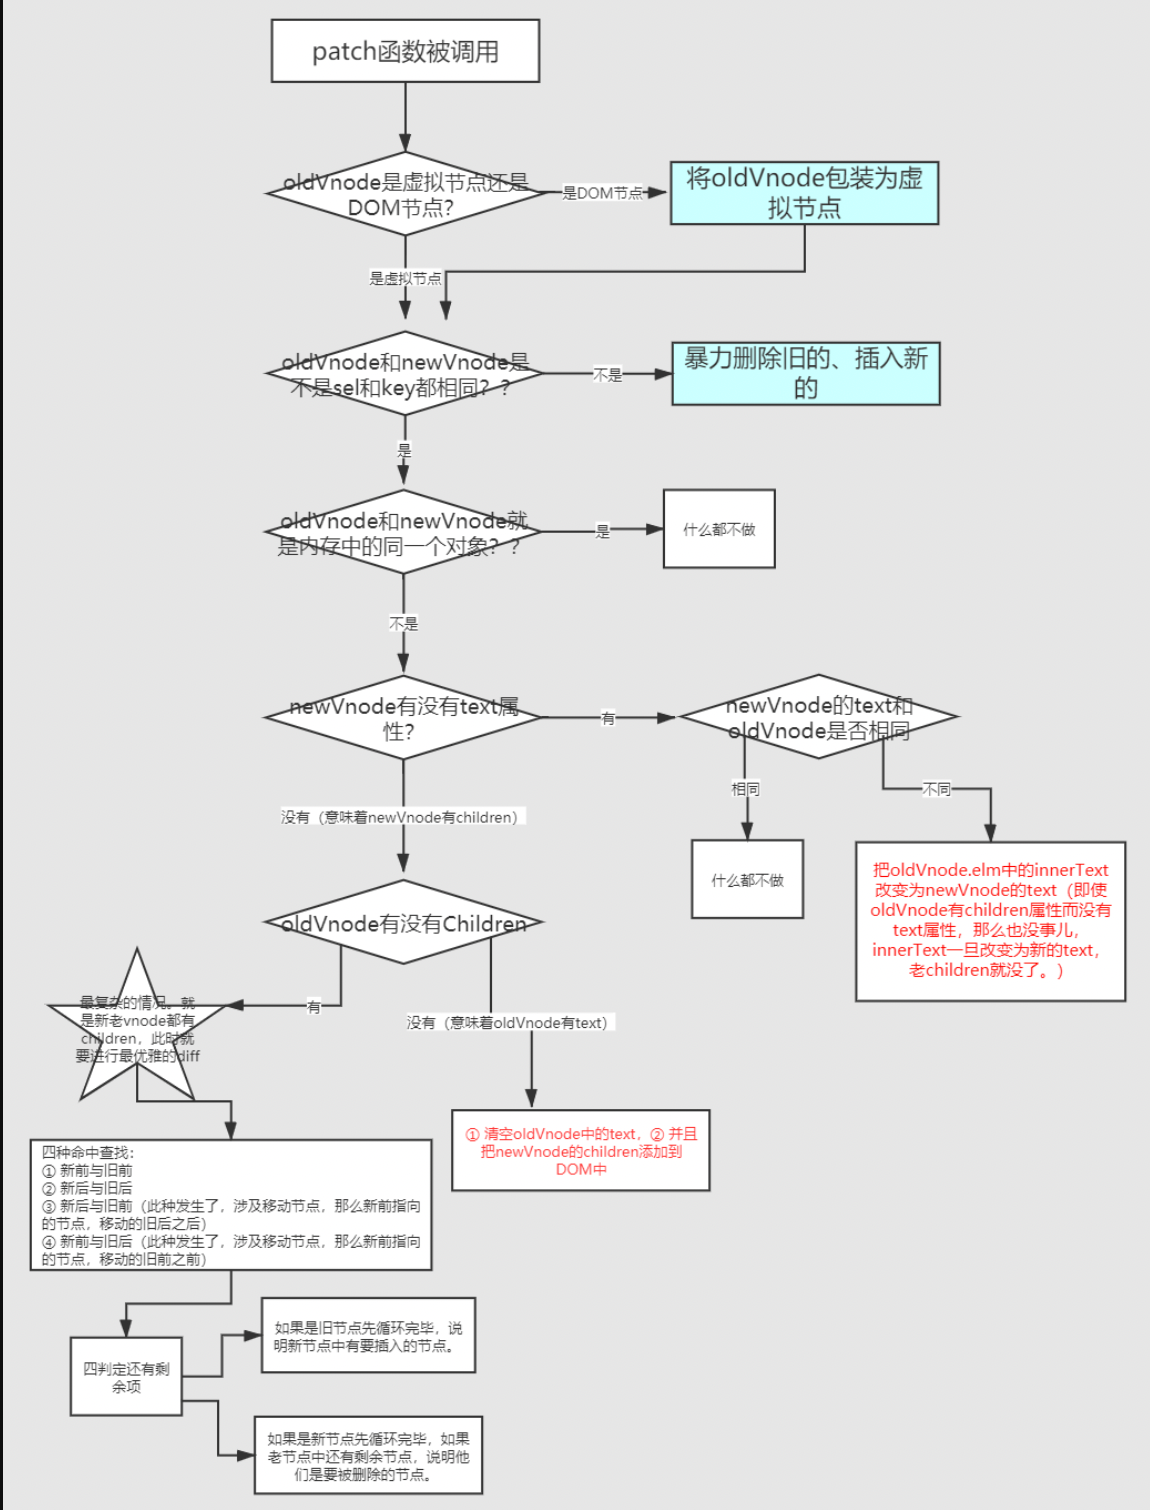 patch函数被调用
oldVnode是虚拟节点还是
DOM节点？
是DOM节点
将oldVnode包装为虚
拟节点
是虚拟节点
oldVnode和newVnode是
不是sel和key都相同？？
不是
暴力删除旧的、插入新
的
是
oldVnode和newVnode就
是内存中的同一个对象？？
是
什么都不做
不是
newVnode有没有text属
性？
有
newVnode的text和
oldVnode是否相同
相同
不同
什么都不做
把oldVnode.elm中的innerText
改变为newVnode的text（即使
oldVnode有children属性而没有
text属性，那么也没事儿，
innerText一旦改变为新的text，
老children就没了。）
没有（意味着newVnode有children）
oldVnode有没有Children
有
没有（意味着oldVnode有text）
最复杂的情况。就
是新老vnode都有
children，此时就
要进行最优雅的diff
① 清空oldVnode中的text，② 并且
把newVnode的children添加到
DOM中
四种命中查找：
① 新前与旧前
② 新后与旧后
③ 新后与旧前（此种发生了，涉及移动节点，那么新前指向
的节点，移动的旧后之后）
④ 新前与旧后（此种发生了，涉及移动节点，那么新前指向
的节点，移动的旧前之前）
四判定还有剩
余项
如果是旧节点先循环完毕，说
明新节点中有要插入的节点。
如果是新节点先循环完毕，如果
老节点中还有剩余节点，说明他
们是要被删除的节点。